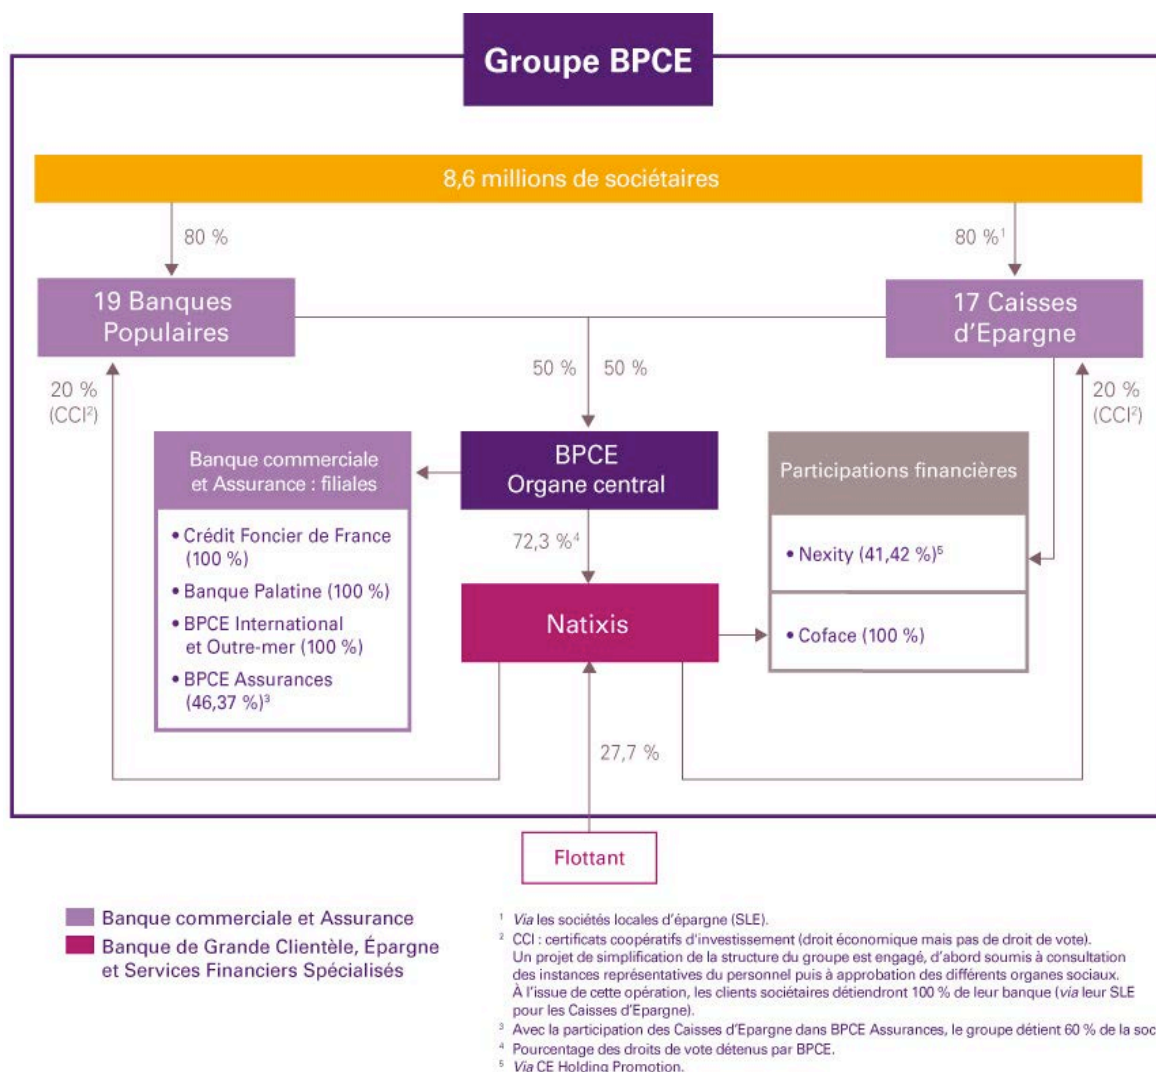 Groupe BPCE
8,6 millions de sociétaires
80 %
80 %¹
19 Banques
Populaires
17 Caisses
d'Epargne
50 %
50 %
20 %
(CCI²)
20 %
(CCI²)
Banque commerciale
et Assurance : filiales
• Crédit Foncier de France
(100 %)
• Banque Palatine (100 %)
• BPCE International
et Outre-mer (100 %)
• BPCE Assurances
(46,37 %)³
BPCE
Organe central
72,3 %⁴
Natixis
Participations financières
• Nexity (41,42 %)⁵
• Coface (100 %)
27,7 %
Flottant
Banque commerciale et Assurance
Banque de Grande Clientèle, Épargne
et Services Financiers Spécialisés
¹ Via les sociétés locales d'épargne (SLE).
² CCI : certificats coopératifs d'investissement (droit économique mais pas de droit de vote).
Un projet de simplification de la structure du groupe est engagé, d'abord soumis à consultation
des instances représentatives du personnel puis à approbation des différents organes sociaux.
À l'issue de cette opération, les clients sociétaires détiendront 100 % de leur banque (via leur SLE
pour les Caisses d'Epargne).
³ Avec la participation des Caisses d'Epargne dans BPCE Assurances, le groupe détient 60 % de la soc
⁴ Pourcentage des droits de vote détenus par BPCE.
⁵ Via CE Holding Promotion.